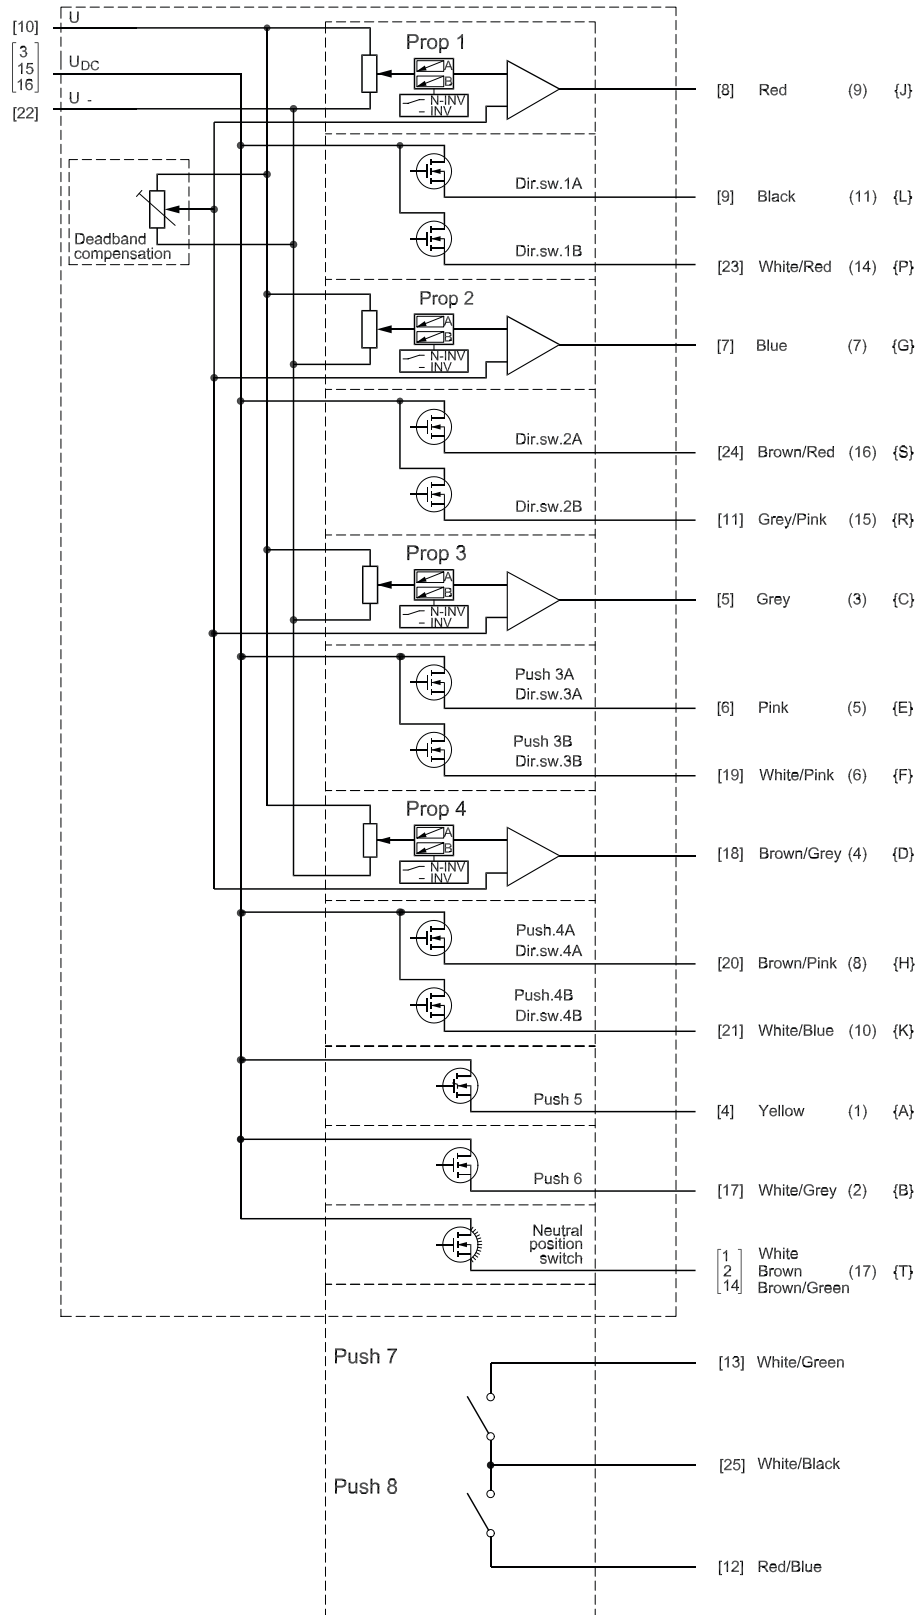 [10] U
[3 15 16] UDC
[22] U -
Deadband
compensation
Prop 1
A
B
N-INV
INV
[8] Red (9) {J}
Dir.sw.1A
[9] Black (11) {L}
Dir.sw.1B
[23] White/Red (14) {P}
Prop 2
A
B
N-INV
INV
[7] Blue (7) {G}
Dir.sw.2A
[24] Brown/Red (16) {S}
Dir.sw.2B
[11] Grey/Pink (15) {R}
Prop 3
A
B
N-INV
INV
[5] Grey (3) {C}
Push 3A
Dir.sw.3A
[6] Pink (5) {E}
Push 3B
Dir.sw.3B
[19] White/Pink (6) {F}
Prop 4
A
B
N-INV
INV
[18] Brown/Grey (4) {D}
Push.4A
Dir.sw.4A
[20] Brown/Pink (8) {H}
Push.4B
Dir.sw.4B
[21] White/Blue (10) {K}
Push 5
[4] Yellow (1) {A}
Push 6
[17] White/Grey (2) {B}
Neutral
position
switch
[1 White
2 Brown (17) {T}
14] Brown/Green
Push 7
[13] White/Green
[25] White/Black
Push 8
[12] Red/Blue